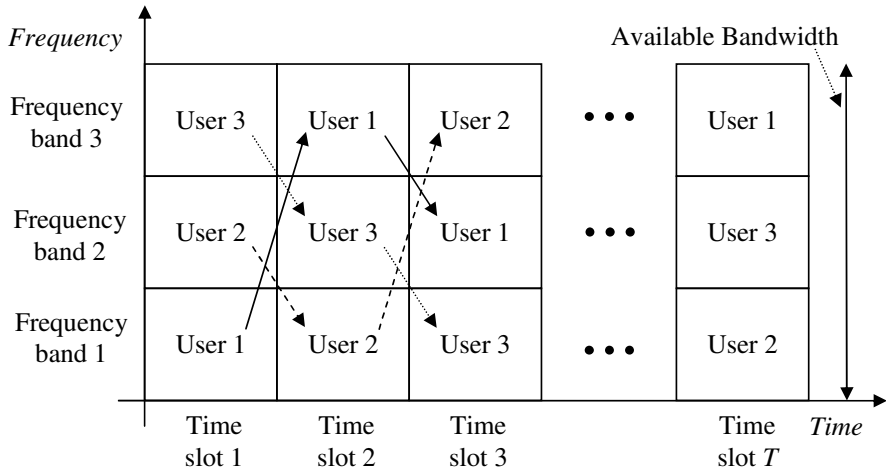 Frequency
Available Bandwidth
Frequency
band 3
User 3
User 1
User 2
User 1
Frequency
band 2
User 2
User 3
User 1
User 3
Frequency
band 1
User 1
User 2
User 3
User 2
Time
slot 1
Time
slot 2
Time
slot 3
Time
slot T
Time